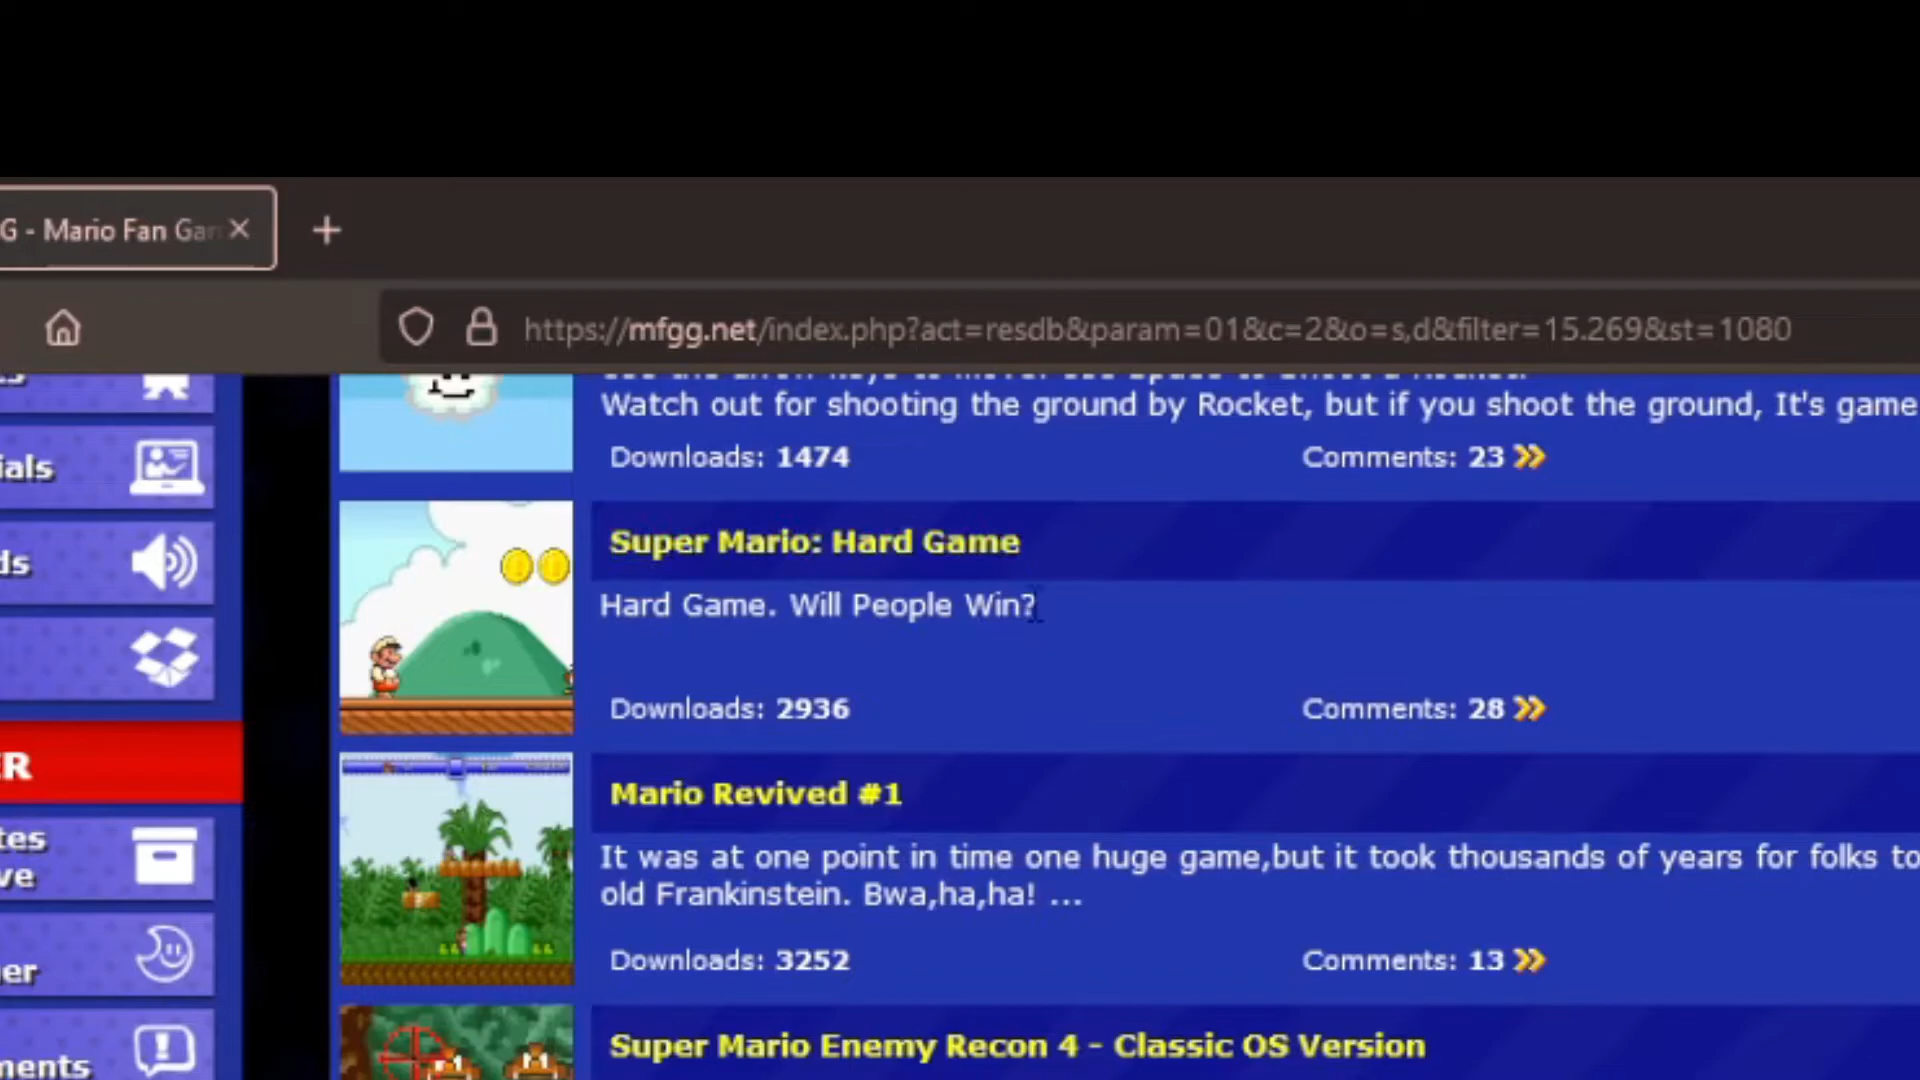 G - Mario Fan Gam
https://mfgg.net/index.php?act=resdb&param=01&c=2&o=s,d&filter=15.269&st=1080
Watch out for shooting the ground by Rocket, but if you shoot the ground, It's game
Downloads: 1474 Comments: 23
ials
Super Mario: Hard Game
ds
Hard Game. Will People Win?
Downloads: 2936 Comments: 28
ER
Mario Revived #1
tes
ve
It was at one point in time one huge game,but it took thousands of years for folks to
old Frankinstein. Bwa,ha,ha! ...
Downloads: 3252 Comments: 13
er
Super Mario Enemy Recon 4 - Classic OS Version
ments